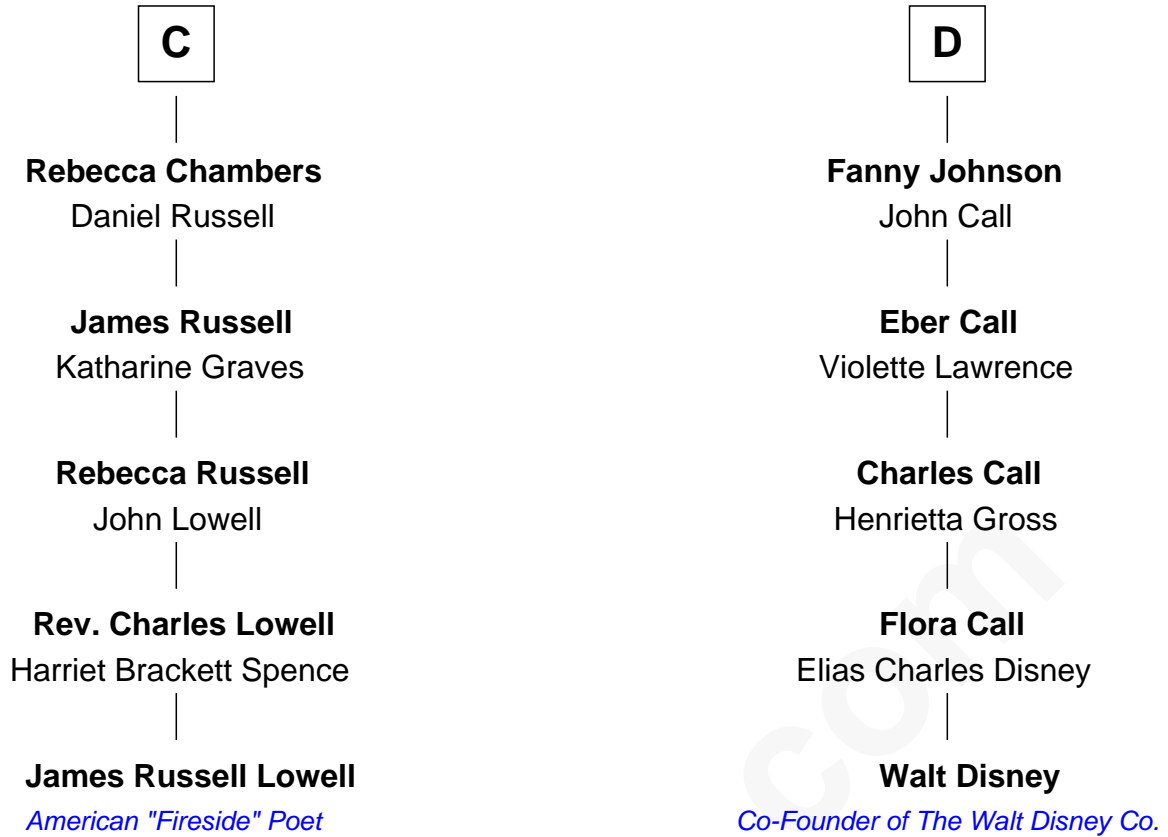 C
Rebecca Chambers
Daniel Russell
James Russell
Katharine Graves
Rebecca Russell
John Lowell
Rev. Charles Lowell
Harriet Brackett Spence
James Russell Lowell
American "Fireside" Poet
D
Fanny Johnson
John Call
Eber Call
Violette Lawrence
Charles Call
Henrietta Gross
Flora Call
Elias Charles Disney
Walt Disney
Co-Founder of The Walt Disney Co.
com